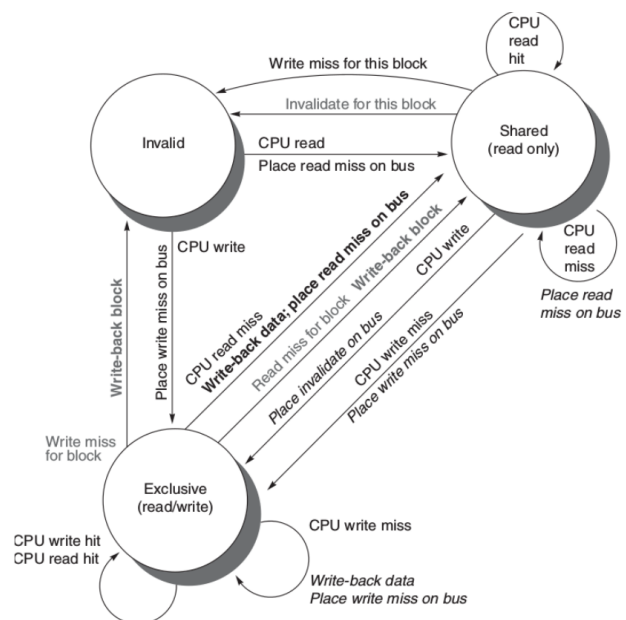 CPU
read
hit
Write miss for this block
Invalidate for this block
Invalid
Shared
(read only)
CPU read
Place read miss on bus
CPU write
Place write miss on bus
Write-back block
Write miss
for block
CPU read miss
Write-back data; place read miss on bus
Read miss for block Write-back block
CPU write
Place invalidate on bus
CPU write miss
Place write miss on bus
CPU
read
miss
Place read
miss on bus
Exclusive
(read/write)
CPU write hit
CPU read hit
CPU write miss
Write-back data
Place write miss on bus